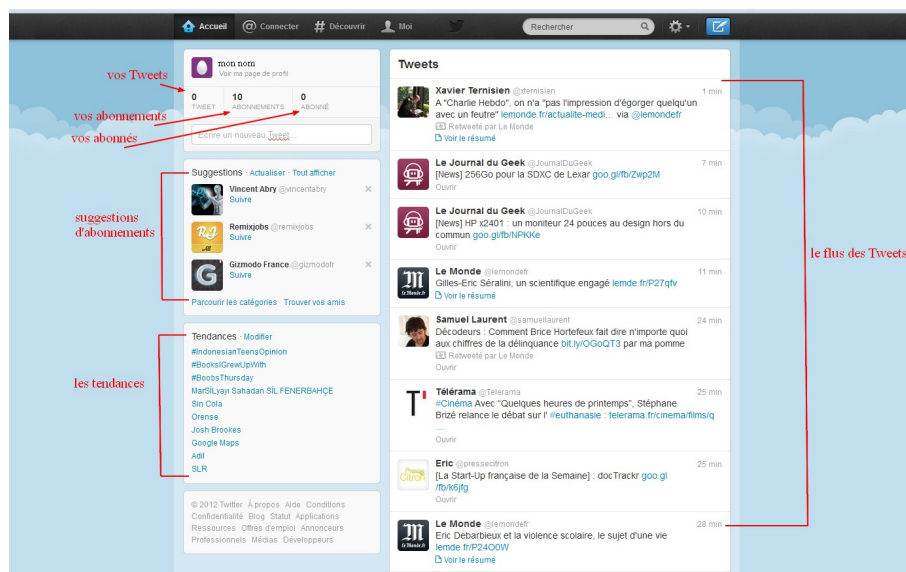 Accueil @ Connecter # Découvrir Moi Rechercher
mon nom
Voir ma page de profil
vos Tweets
0 10 0
TWEET ABONNEMENTS ABONNÉ
vos abonnements
vos abonnés
Écrire un nouveau Tweet...
Suggestions · Actualiser · Tout afficher
Vincent Abry @vincentabry ×
Suivre
Remixjobs @remixjobs ×
Suivre
All
suggestions
d'abonnements
Gizmodo France @gizmodofr ×
Suivre
Parcourir les catégories · Trouver vos amis
Tendances · Modifier
#IndonesianTeensOpinion
#BooksIGrewUpWith
#BoobsThursday
MarSİLyayı Sahadan SİL FENERBAHÇE
les tendances
Sin Cola
Orense
Josh Brookes
Google Maps
Adil
SLR
© 2012 Twitter À propos Aide Conditions
Confidentialité Blog Statut Applications
Ressources Offres d'emploi Annonceurs
Professionnels Médias Développeurs
Tweets
Xavier Ternisien @xternisien 1 min
A "Charlie Hebdo", on n'a "pas l'impression d'égorger quelqu'un
avec un feutre" lemonde.fr/actualite-medi... via @lemondefr
Retweeté par Le Monde
Voir le résumé
Le Journal du Geek @JournalDuGeek 7 min
[News] 256Go pour la SDXC de Lexar goo.gl/fb/Zwp2M
Ouvrir
Le Journal du Geek @JournalDuGeek 10 min
[News] HP x2401 : un moniteur 24 pouces au design hors du
commun goo.gl/fb/NPKKe
Ouvrir
le flus des Tweets
Le Monde @lemondefr 11 min
Gilles-Eric Séralini, un scientifique engagé lemde.fr/P27qfv
Voir le résumé
Samuel Laurent @samuellaurent 24 min
Décodeurs : Comment Brice Hortefeux fait dire n'importe quoi
aux chiffres de la délinquance bit.ly/OGoQT3 par ma pomme
Retweeté par Le Monde
Ouvrir
Télérama @Telerama 25 min
#Cinéma Avec "Quelques heures de printemps", Stéphane
Brizé relance le débat sur l' #euthanasie : telerama.fr/cinema/films/q
...
Ouvrir
Eric @pressecitron 25 min
[La Start-Up française de la Semaine] : docTrackr goo.gl
/fb/k6jfg
Ouvrir
Le Monde @lemondefr 28 min
Eric Debarbieux et la violence scolaire, le sujet d'une vie
lemde.fr/P24O0W
Voir le résumé